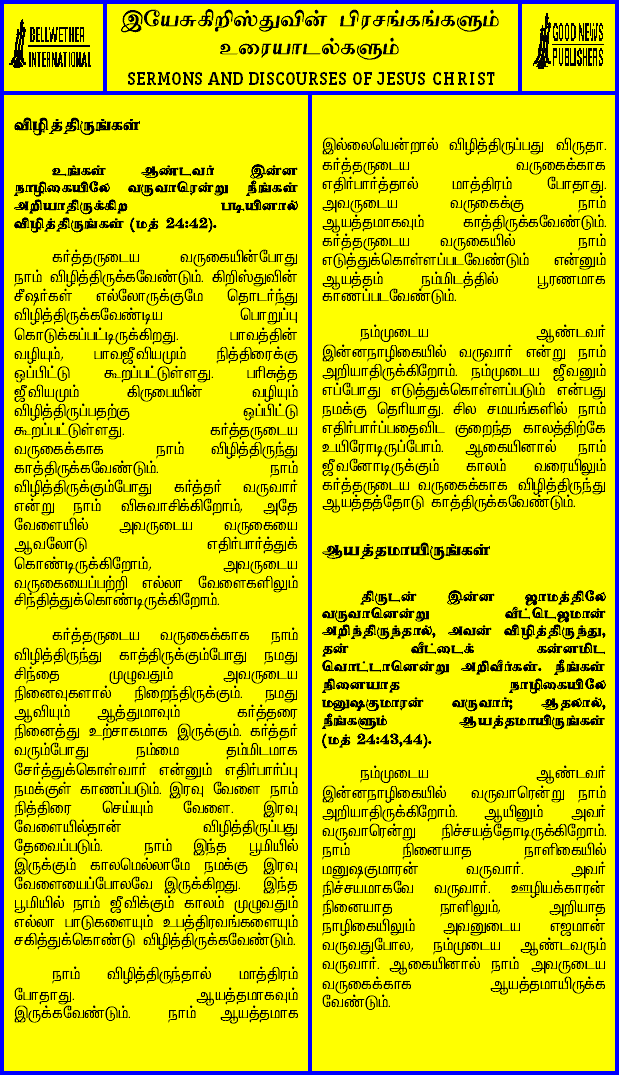 BELLWETHER
INTERNATIONAL
இயேசுகிறிஸ்துவின் பிரசங்கங்களும்
உரையாடல்களும்
SERMONS AND DISCOURSES OF JESUS CHRIST
GOOD NEWS
PUBLISHERS
விழித்திருங்கள்
உங்கள் ஆண்டவர் இன்ன
நாழிகையிலே வருவாரென்று நீங்கள்
அறியாதிருக்கிற படியினால்
விழித்திருங்கள் (மத் 24:42).
கர்த்தருடைய வருகையின்போது
நாம் விழித்திருக்கவேண்டும். கிறிஸ்துவின்
சீஷர்கள் எல்லோருக்குமே தொடர்ந்து
விழித்திருக்கவேண்டிய பொறுப்பு
கொடுக்கப்பட்டிருக்கிறது. பாவத்தின்
வழியும், பாவஜீவியமும் நித்திரைக்கு
ஒப்பிட்டு கூறப்பட்டுள்ளது. பரிசுத்த
ஜீவியமும் கிருபையின் வழியும்
விழித்திருப்பதற்கு ஒப்பிட்டு
கூறப்பட்டுள்ளது. கர்த்தருடைய
வருகைக்காக நாம் விழித்திருந்து
காத்திருக்கவேண்டும். நாம்
விழித்திருக்கும்போது கர்த்தர் வருவார்
என்று நாம் விசுவாசிக்கிறோம், அதே
வேளையில் அவருடைய வருகையை
ஆவலோடு எதிர்பார்த்துக்
கொண்டிருக்கிறோம், அவருடைய
வருகையைப்பற்றி எல்லா வேளைகளிலும்
சிந்தித்துக்கொண்டிருக்கிறோம்.
கர்த்தருடைய வருகைக்காக நாம்
விழித்திருந்து காத்திருக்கும்போது நமது
சிந்தை முழுவதும் அவருடைய
நினைவுகளால் நிறைந்திருக்கும். நமது
ஆவியும் ஆத்துமாவும் கர்த்தரை
நினைத்து உற்சாகமாக இருக்கும். கர்த்தர்
வரும்போது நம்மை தம்மிடமாக
சேர்த்துக்கொள்வார் என்னும் எதிர்பார்ப்பு
நமக்குள் காணப்படும். இரவு வேளை நாம்
நித்திரை செய்யும் வேளை. இரவு
வேளையில்தான் விழித்திருப்பது
தேவைப்படும். நாம் இந்த பூமியில்
இருக்கும் காலமெல்லாமே நமக்கு இரவு
வேளையைப்போலவே இருக்கிறது. இந்த
பூமியில் நாம் ஜீவிக்கும் காலம் முழுவதும்
எல்லா பாடுகளையும் உபத்திரவங்களையும்
சகித்துக்கொண்டு விழித்திருக்கவேண்டும்.
நாம் விழித்திருந்தால் மாத்திரம்
போதாது. ஆயத்தமாகவும்
இருக்கவேண்டும். நாம் ஆயத்தமாக
இல்லையென்றால் விழித்திருப்பது விருதா.
கர்த்தருடைய வருகைக்காக
எதிர்பார்த்தால் மாத்திரம் போதாது.
அவருடைய வருகைக்கு நாம்
ஆயத்தமாகவும் காத்திருக்கவேண்டும்.
கர்த்தருடைய வருகையில் நாம்
எடுத்துக்கொள்ளப்படவேண்டும் என்னும்
ஆயத்தம் நம்மிடத்தில் பூரணமாக
காணப்படவேண்டும்.
நம்முடைய ஆண்டவர்
இன்னநாழிகையில் வருவார் என்று நாம்
அறியாதிருக்கிறோம். நம்முடைய ஜீவனும்
எப்போது எடுத்துக்கொள்ளப்படும் என்பது
நமக்கு தெரியாது. சில சமயங்களில் நாம்
எதிர்பார்ப்பதைவிட குறைந்த காலத்திற்கே
உயிரோடிருப்போம். ஆகையினால் நாம்
ஜீவனோடிருக்கும் காலம் வரையிலும்
கர்த்தருடைய வருகைக்காக விழித்திருந்து
ஆயத்தத்தோடு காத்திருக்கவேண்டும்.
ஆயத்தமாயிருங்கள்
திருடன் இன்ன ஜாமத்திலே
வருவானென்று வீட்டெஜமான்
அறிந்திருந்தால், அவன் விழித்திருந்து,
தன் வீட்டைக் கன்னமிட
வொட்டானென்று அறிவீர்கள். நீங்கள்
நினையாத நாழிகையிலே
மனுஷகுமாரன் வருவார்; ஆதலால்,
நீங்களும் ஆயத்தமாயிருங்கள்
(மத் 24:43,44).
நம்முடைய ஆண்டவர்
இன்னநாழிகையில் வருவாரென்று நாம்
அறியாதிருக்கிறோம். ஆயினும் அவர்
வருவாரென்று நிச்சயத்தோடிருக்கிறோம்.
நாம் நினையாத நாளிகையில்
மனுஷகுமாரன் வருவார். அவர்
நிச்சயமாகவே வருவார். ஊழியக்காரன்
நினையாத நாளிலும், அறியாத
நாழிகையிலும் அவனுடைய எஜமான்
வருவதுபோல, நம்முடைய ஆண்டவரும்
வருவார். ஆகையினால் நாம் அவருடைய
வருகைக்காக ஆயத்தமாயிருக்க
வேண்டும்.